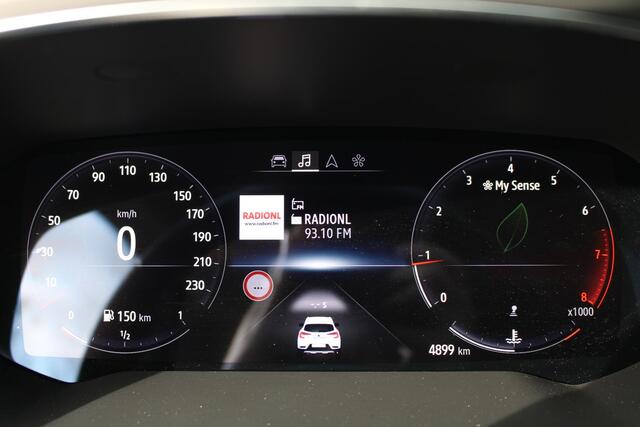 110
90
130
70
150
50
170
km/h
0
190
30
210
10
230
0
150 km
1
1/2
RADIONL
www.radionl.fm
RADIONL
93.10 FM
...
-.- s
4
3
5
My Sense
2
6
1
7
0
8
x1000
4899 km